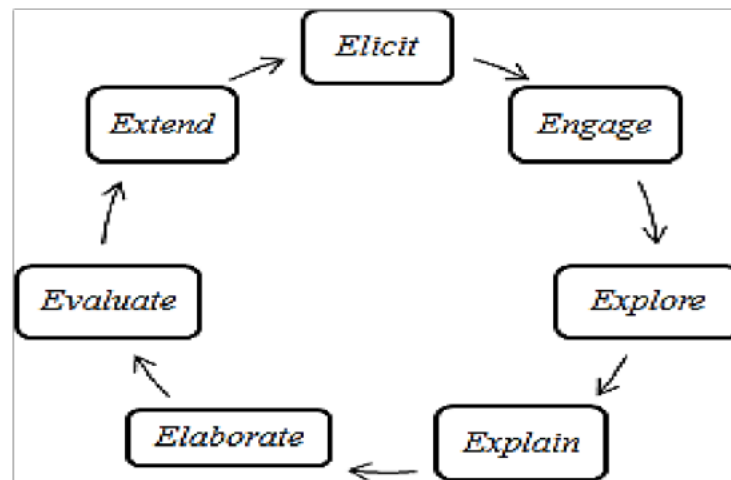 Elicit
Engage
Explore
Explain
Elaborate
Evaluate
Extend